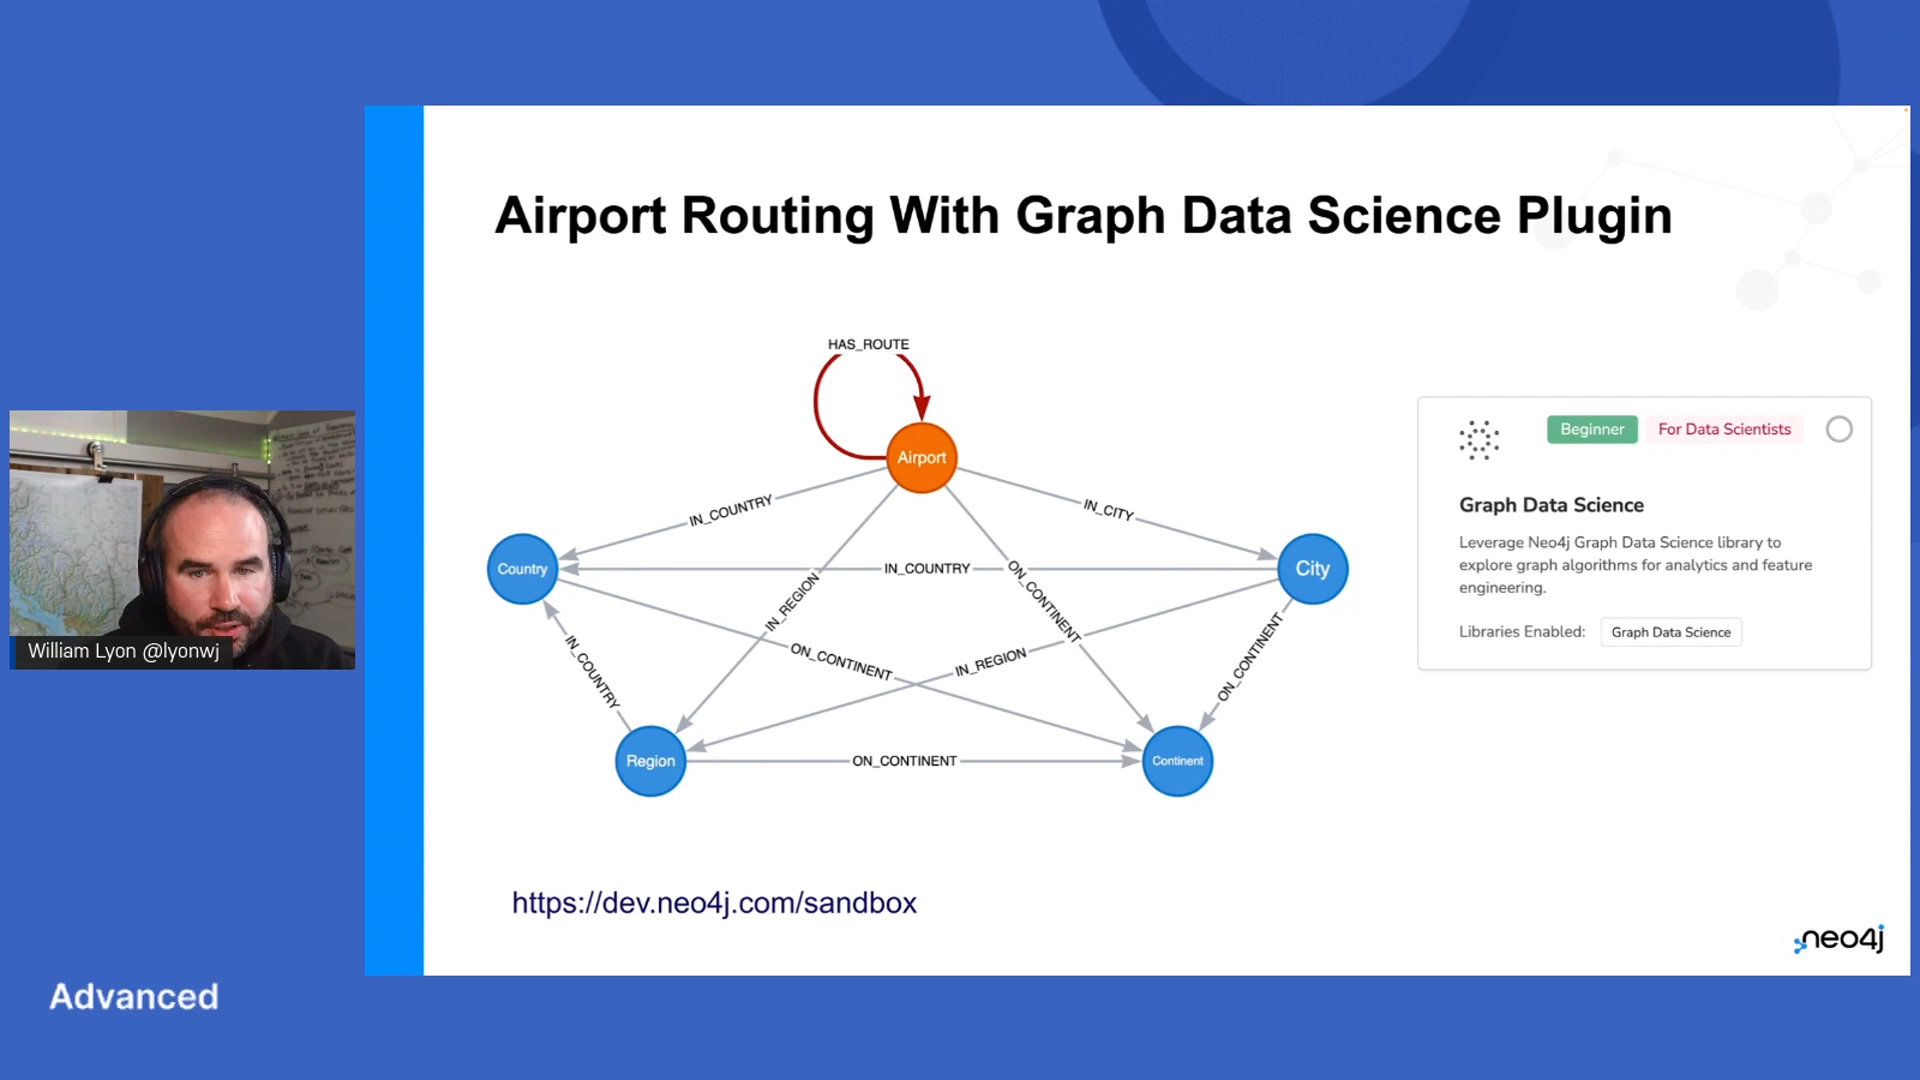 Airport Routing With Graph Data Science Plugin
HAS_ROUTE
Airport
IN_COUNTRY
IN_CITY
Country
IN_COUNTRY
City
IN_REGION
ON_CONTINENT
IN_COUNTRY
ON_CONTINENT
IN_REGION
ON_CONTINENT
Region
ON_CONTINENT
Continent
Beginner
For Data Scientists
Graph Data Science
Leverage Neo4j Graph Data Science library to
explore graph algorithms for analytics and feature
engineering.
Libraries Enabled: Graph Data Science
https://dev.neo4j.com/sandbox
neo4j
William Lyon @lyonwj
Advanced